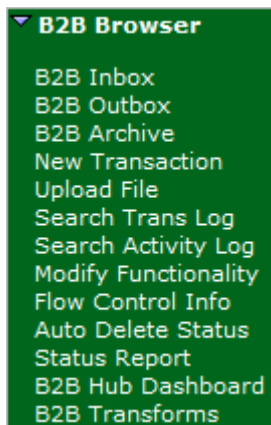 B2B Browser
B2B Inbox
B2B Outbox
B2B Archive
New Transaction
Upload File
Search Trans Log
Search Activity Log
Modify Functionality
Flow Control Info
Auto Delete Status
Status Report
B2B Hub Dashboard
B2B Transforms